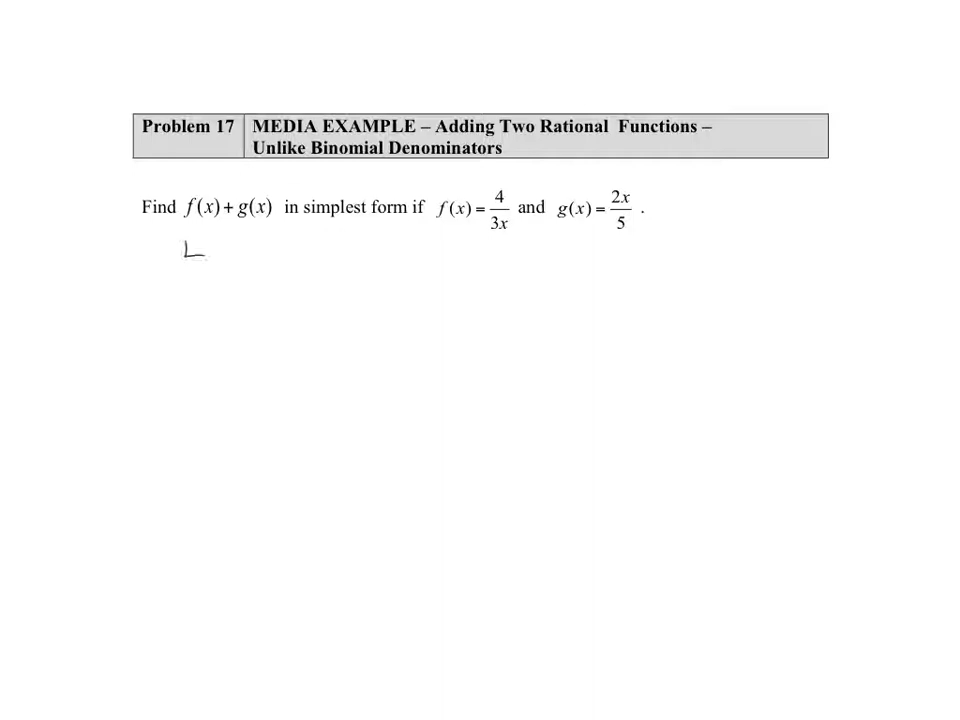 Problem 17 MEDIA EXAMPLE – Adding Two Rational Functions –
Unlike Binomial Denominators
Find f(x)+g(x) in simplest form if f(x)=4/3x and g(x)=2x/5 .
L